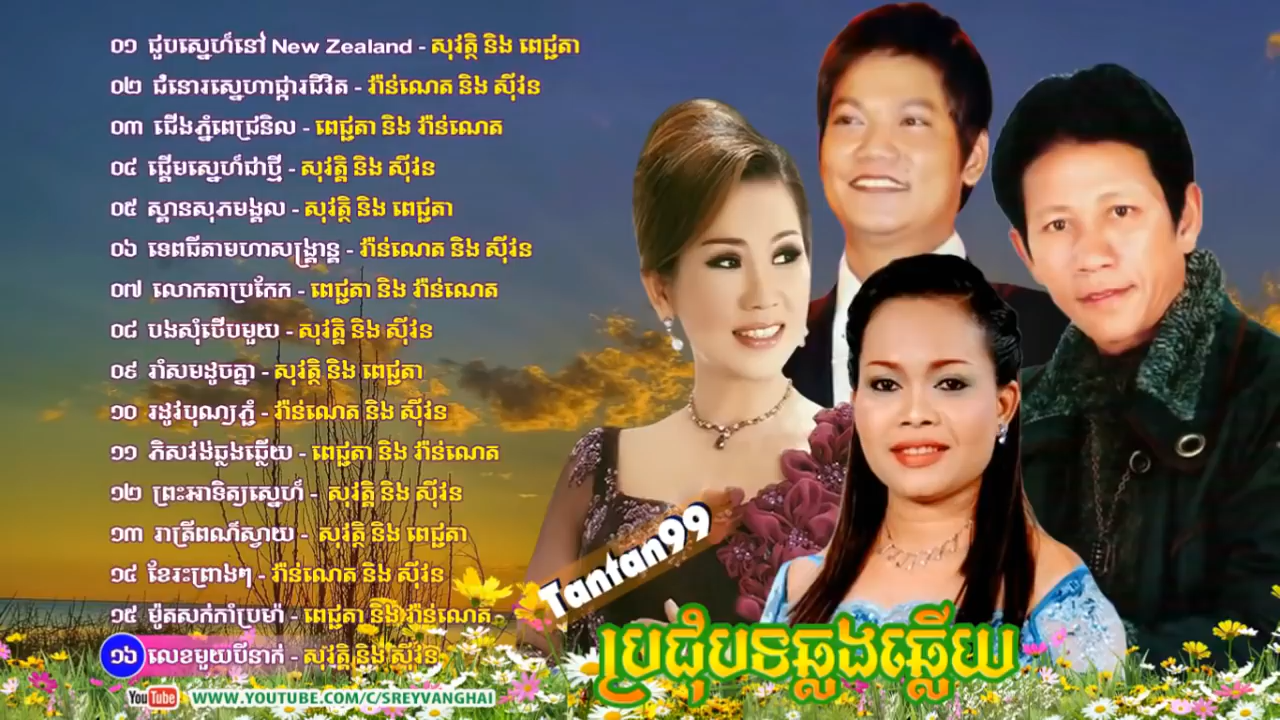 ០១ ជួបស្នេហ៍នៅ New Zealand - សុវត្ថិ និង ពេជ្ជតា
០២ ជំនោរស្នេហាផ្ការជីវិត - វ៉ាន់ណេត និង ស៊ីវន
០៣ ជើងភ្នំពេជ្រនិល - ពេជ្ជតា និង វ៉ាន់ណេត
០៤ ផ្តើមស្នេហ៍ជាថ្មី - សុវត្ថិ និង ស៊ីវន
០៥ ស្ពានសុភមង្គល - សុវត្ថិ និង ពេជ្ជតា
០៦ ទេពធីតាមហាសង្ក្រាន្ត - វ៉ាន់ណេត និង ស៊ីវន
០៧ លោកតាប្រកែក - ពេជ្ជតា និង វ៉ាន់ណេត
០៨ បងសុំថើបមួយ - សុវត្ថិ និង ស៊ីវន
០៩ រាំសមដូចគ្នា - សុវត្ថិ និង ពេជ្ជតា
១០ រដូវបុណ្យភ្ជុំ - វ៉ាន់ណេត និង ស៊ីវន
១១ ភិសវង់ឆ្លងឆ្លើយ - ពេជ្ជតា និង វ៉ាន់ណេត
១២ ព្រះអាទិត្យស្នេហ៍ - សុវត្ថិ និង ស៊ីវន
១៣ រាត្រីពណ៌ស្វាយ - សុវត្ថិ និង ពេជ្ជតា
១៤ ខែរះព្រាងៗ - វ៉ាន់ណេត និង ស៊ីវន
១៥ ម៉ូតសក់កាំប្រម៉ា - ពេជ្ជតា និង វ៉ាន់ណេត
១៦ លេខមួយបីនាក់ - សុវត្ថិ និង ស៊ីវន
Tantan99
ប្រជុំបទឆ្លងឆ្លើយ
YouTube WWW.YOUTUBE.COM/C/SREYVANGHAI